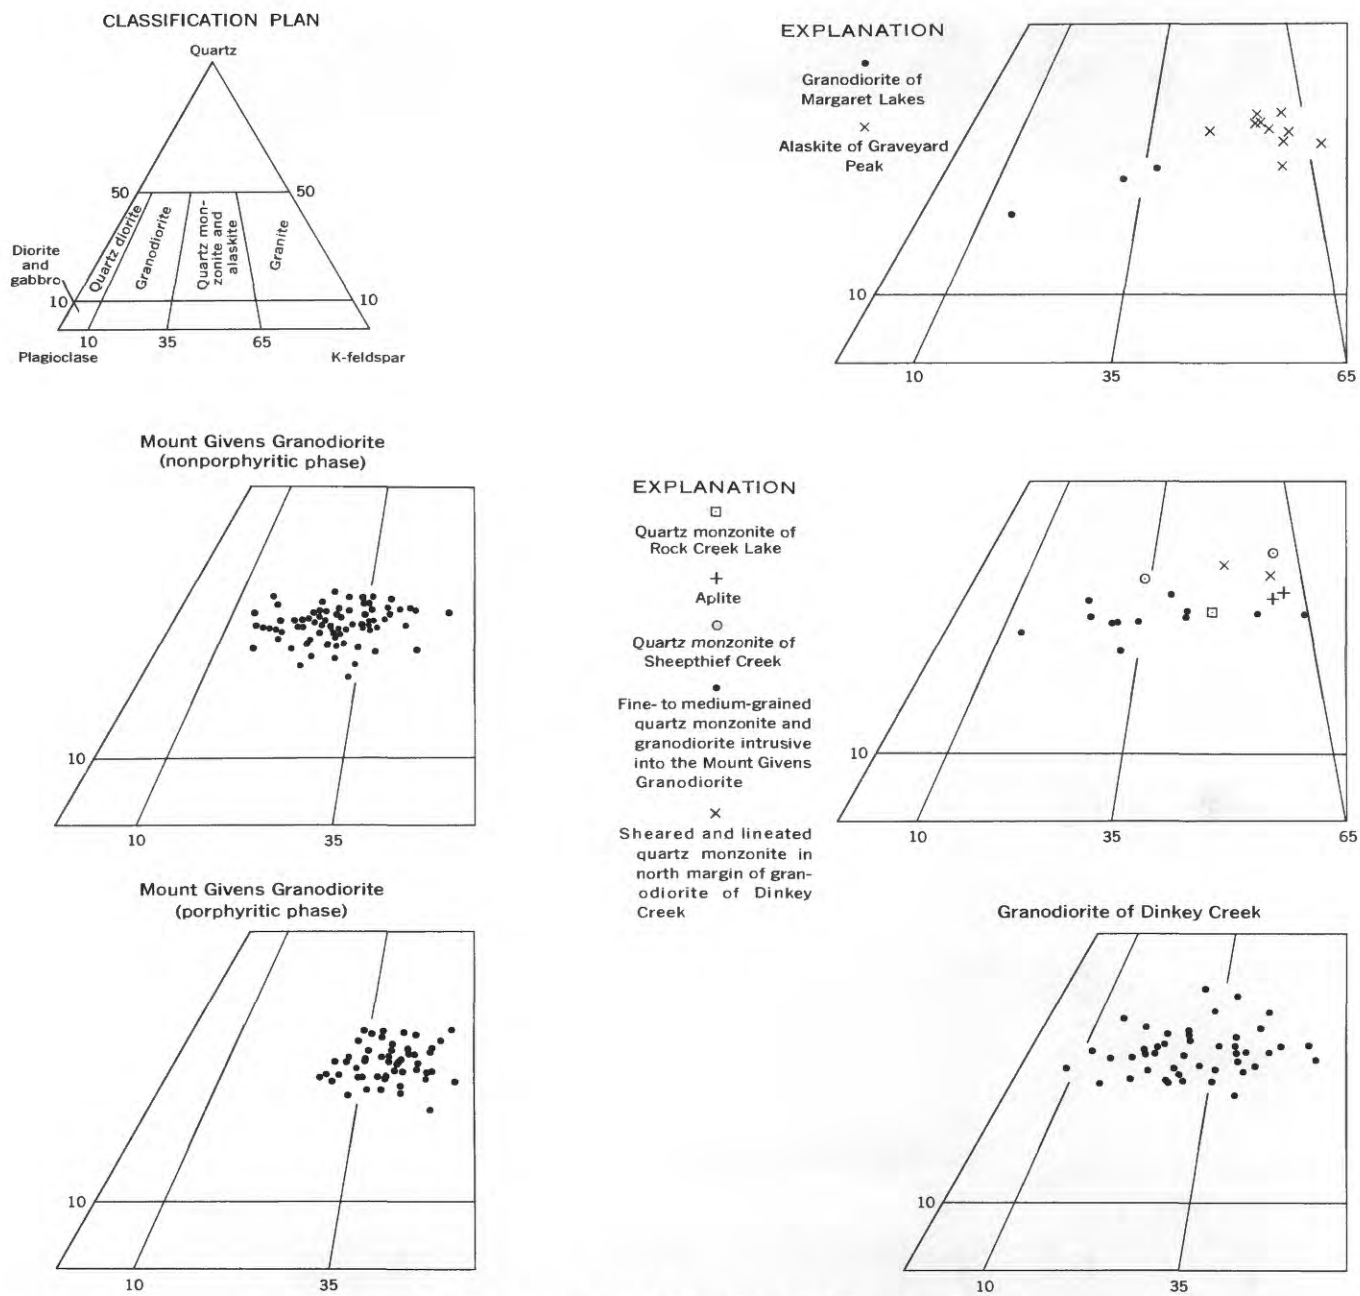 CLASSIFICATION PLAN
Quartz
50
50
Diorite
and
gabbro
Quartz diorite
Granodiorite
Quartz mon-
zonite and
alaskite
Granite
10
10
10
35
65
Plagioclase
K-feldspar
EXPLANATION
Granodiorite of
Margaret Lakes
Alaskite of Graveyard
Peak
10
10
35
65
Mount Givens Granodiorite
(nonporphyritic phase)
10
10
35
EXPLANATION
Quartz monzonite of
Rock Creek Lake
Aplite
Quartz monzonite of
Sheepthief Creek
Fine- to medium-grained
quartz monzonite and
granodiorite intrusive
into the Mount Givens
Granodiorite
Sheared and lineated
quartz monzonite in
north margin of gran-
odiorite of Dinkey
Creek
10
10
35
65
Mount Givens Granodiorite
(porphyritic phase)
10
10
35
Granodiorite of Dinkey Creek
10
10
35